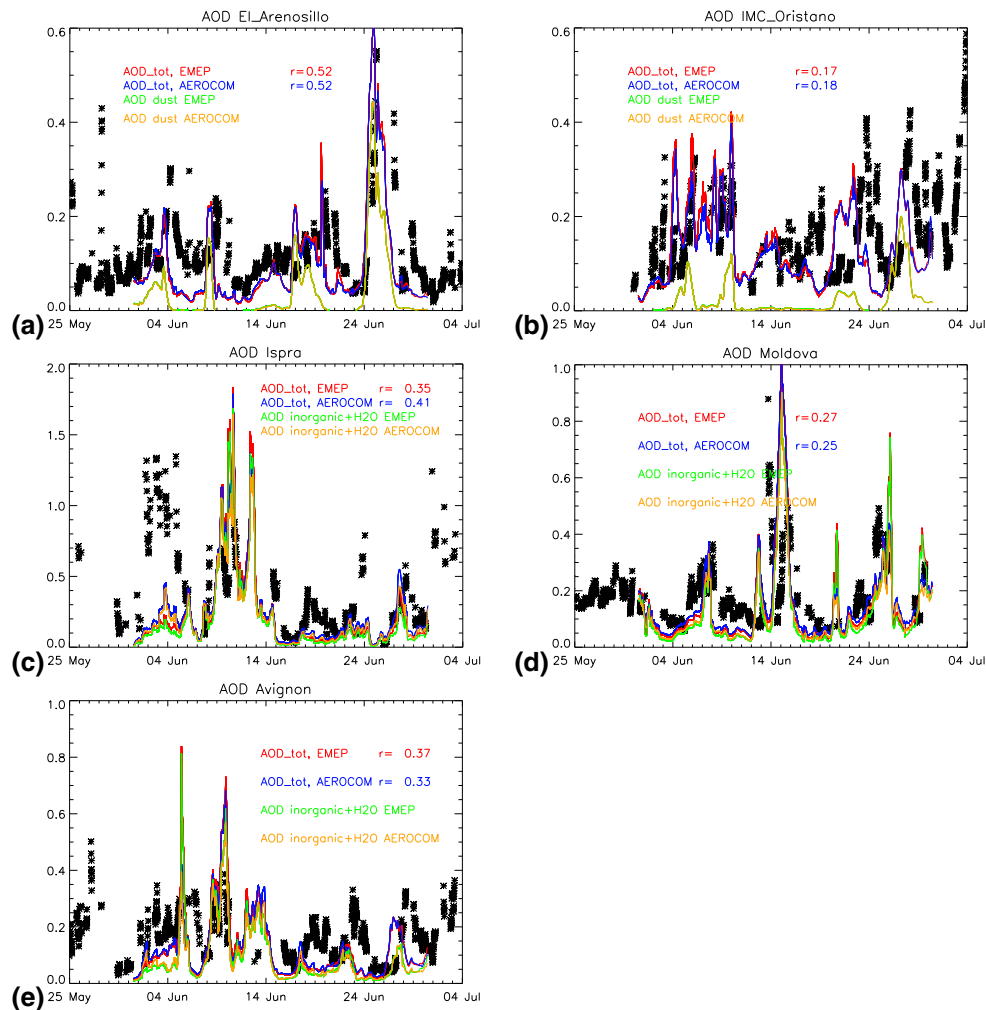 AOD El_Arenosillo
0.6
0.4
0.2
0.0
AOD_tot, EMEP r=0.52
AOD_tot, AEROCOM r=0.52
AOD dust EMEP
AOD dust AEROCOM
(a)
25 May 04 Jun 14 Jun 24 Jun 04 Jul
AOD IMC_Oristano
0.6
0.4
0.2
0.0
AOD_tot, EMEP r=0.17
AOD_tot, AEROCOM r=0.18
AOD dust EMEP
AOD dust AEROCOM
(b)
25 May 04 Jun 14 Jun 24 Jun 04 Jul
AOD Ispra
2.0
1.5
1.0
0.5
0.0
AOD_tot, EMEP r= 0.35
AOD_tot, AEROCOM r= 0.41
AOD inorganic+H2O EMEP
AOD inorganic+H2O AEROCOM
(c)
25 May 04 Jun 14 Jun 24 Jun 04 Jul
AOD Moldova
1.0
0.8
0.6
0.4
0.2
0.0
AOD_tot, EMEP r=0.27
AOD_tot, AEROCOM r=0.25
AOD inorganic+H2O EMEP
AOD inorganic+H2O AEROCOM
(d)
25 May 04 Jun 14 Jun 24 Jun 04 Jul
AOD Avignon
1.0
0.8
0.6
0.4
0.2
0.0
AOD_tot, EMEP r= 0.37
AOD_tot, AEROCOM r= 0.33
AOD inorganic+H2O EMEP
AOD inorganic+H2O AEROCOM
(e)
25 May 04 Jun 14 Jun 24 Jun 04 Jul